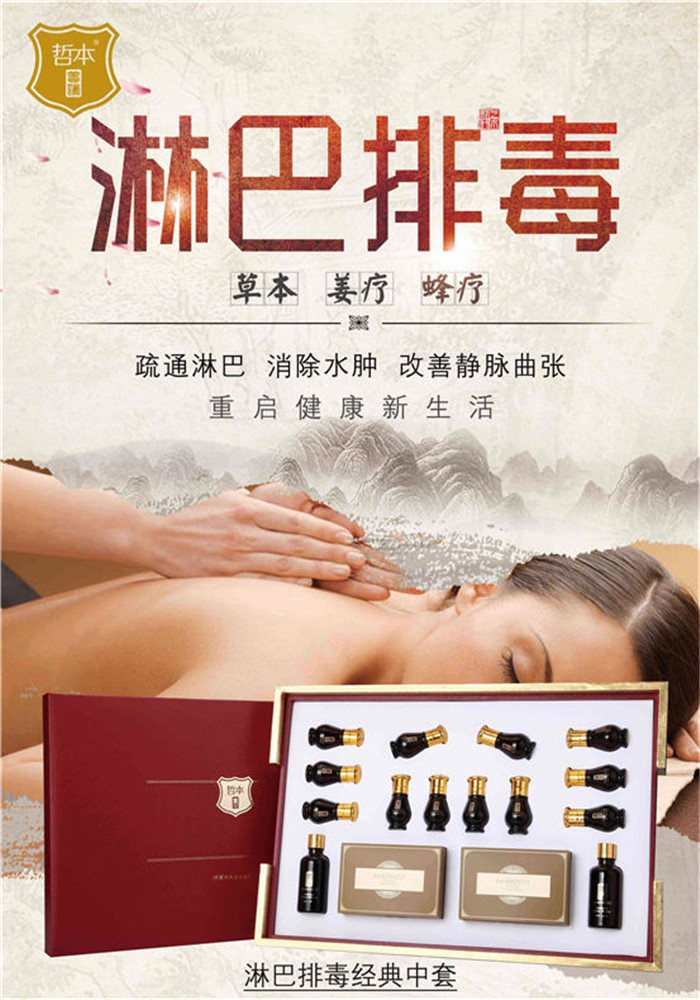 哲本®
淋巴排毒
草本 姜疗 蜂疗
疏通淋巴 消除水肿 改善静脉曲张
重启健康新生活
哲本
淋巴排毒经典中套